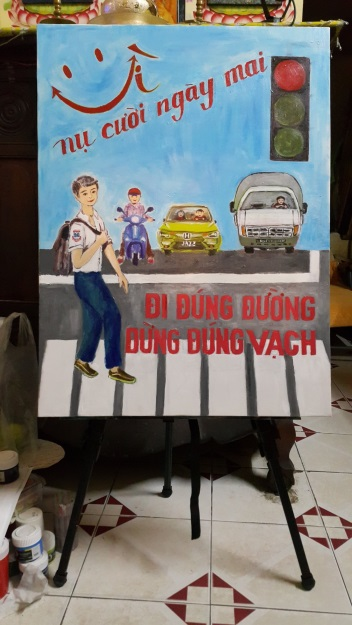 nụ cười ngày mai
ĐI ĐÚNG ĐƯỜNG
DỪNG ĐÚNG VẠCH